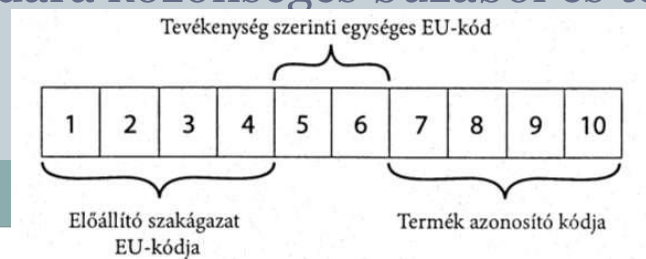 Tevékenység szerinti egységes EU-kód
1 2 3 4 5 6 7 8 9 10
Előállító szakágazat
EU-kódja
Termék azonosító kódja